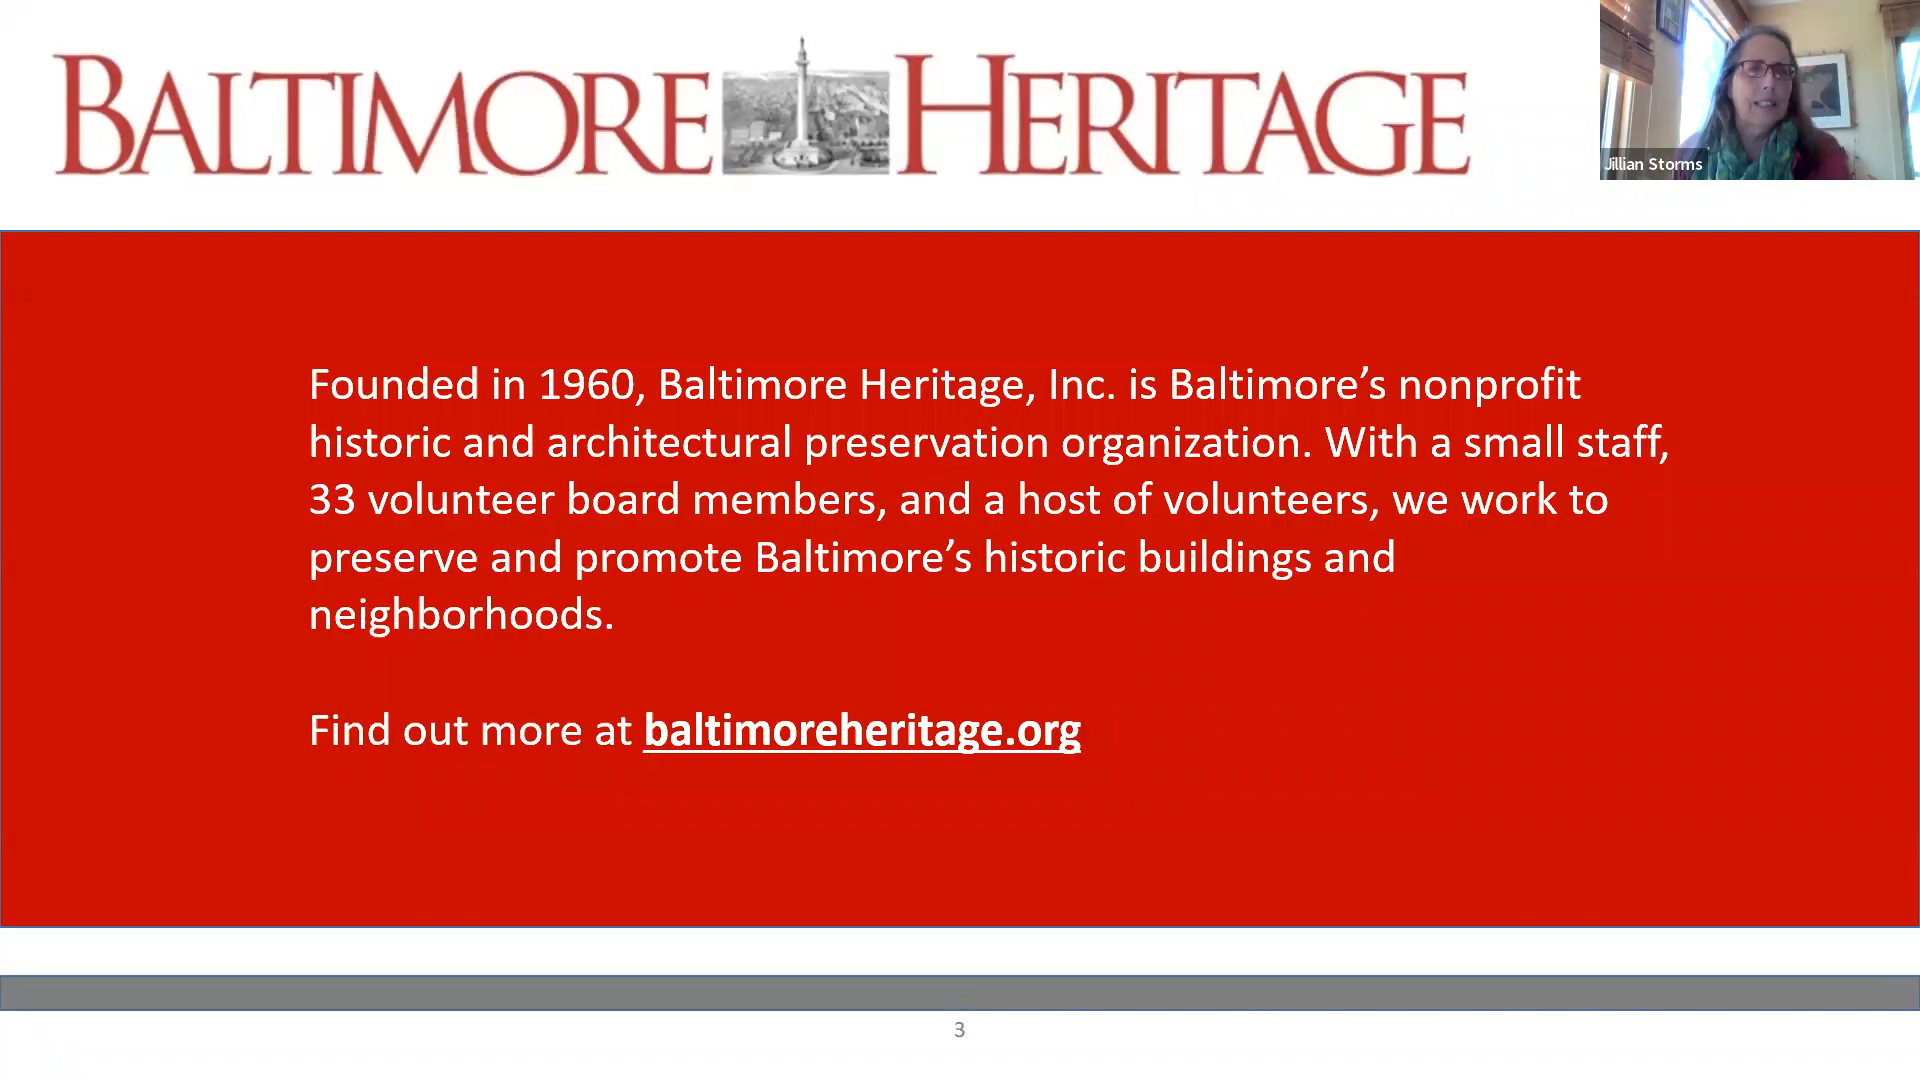 BALTIMORE HERITAGE
Jillian Storms
Founded in 1960, Baltimore Heritage, Inc. is Baltimore’s nonprofit
historic and architectural preservation organization. With a small staff,
33 volunteer board members, and a host of volunteers, we work to
preserve and promote Baltimore’s historic buildings and
neighborhoods.
Find out more at baltimoreheritage.org
3